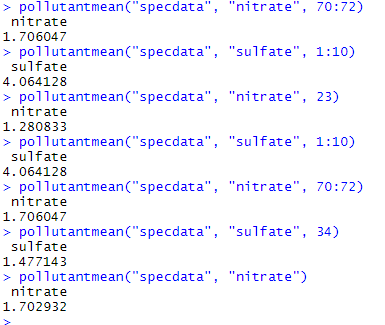 > pollutantmean("specdata", "nitrate", 70:72)
 nitrate
1.706047
> pollutantmean("specdata", "sulfate", 1:10)
 sulfate
4.064128
> pollutantmean("specdata", "nitrate", 23)
 nitrate
1.280833
> pollutantmean("specdata", "sulfate", 1:10)
 sulfate
4.064128
> pollutantmean("specdata", "nitrate", 70:72)
 nitrate
1.706047
> pollutantmean("specdata", "sulfate", 34)
 sulfate
1.477143
> pollutantmean("specdata", "nitrate")
 nitrate
1.702932
>